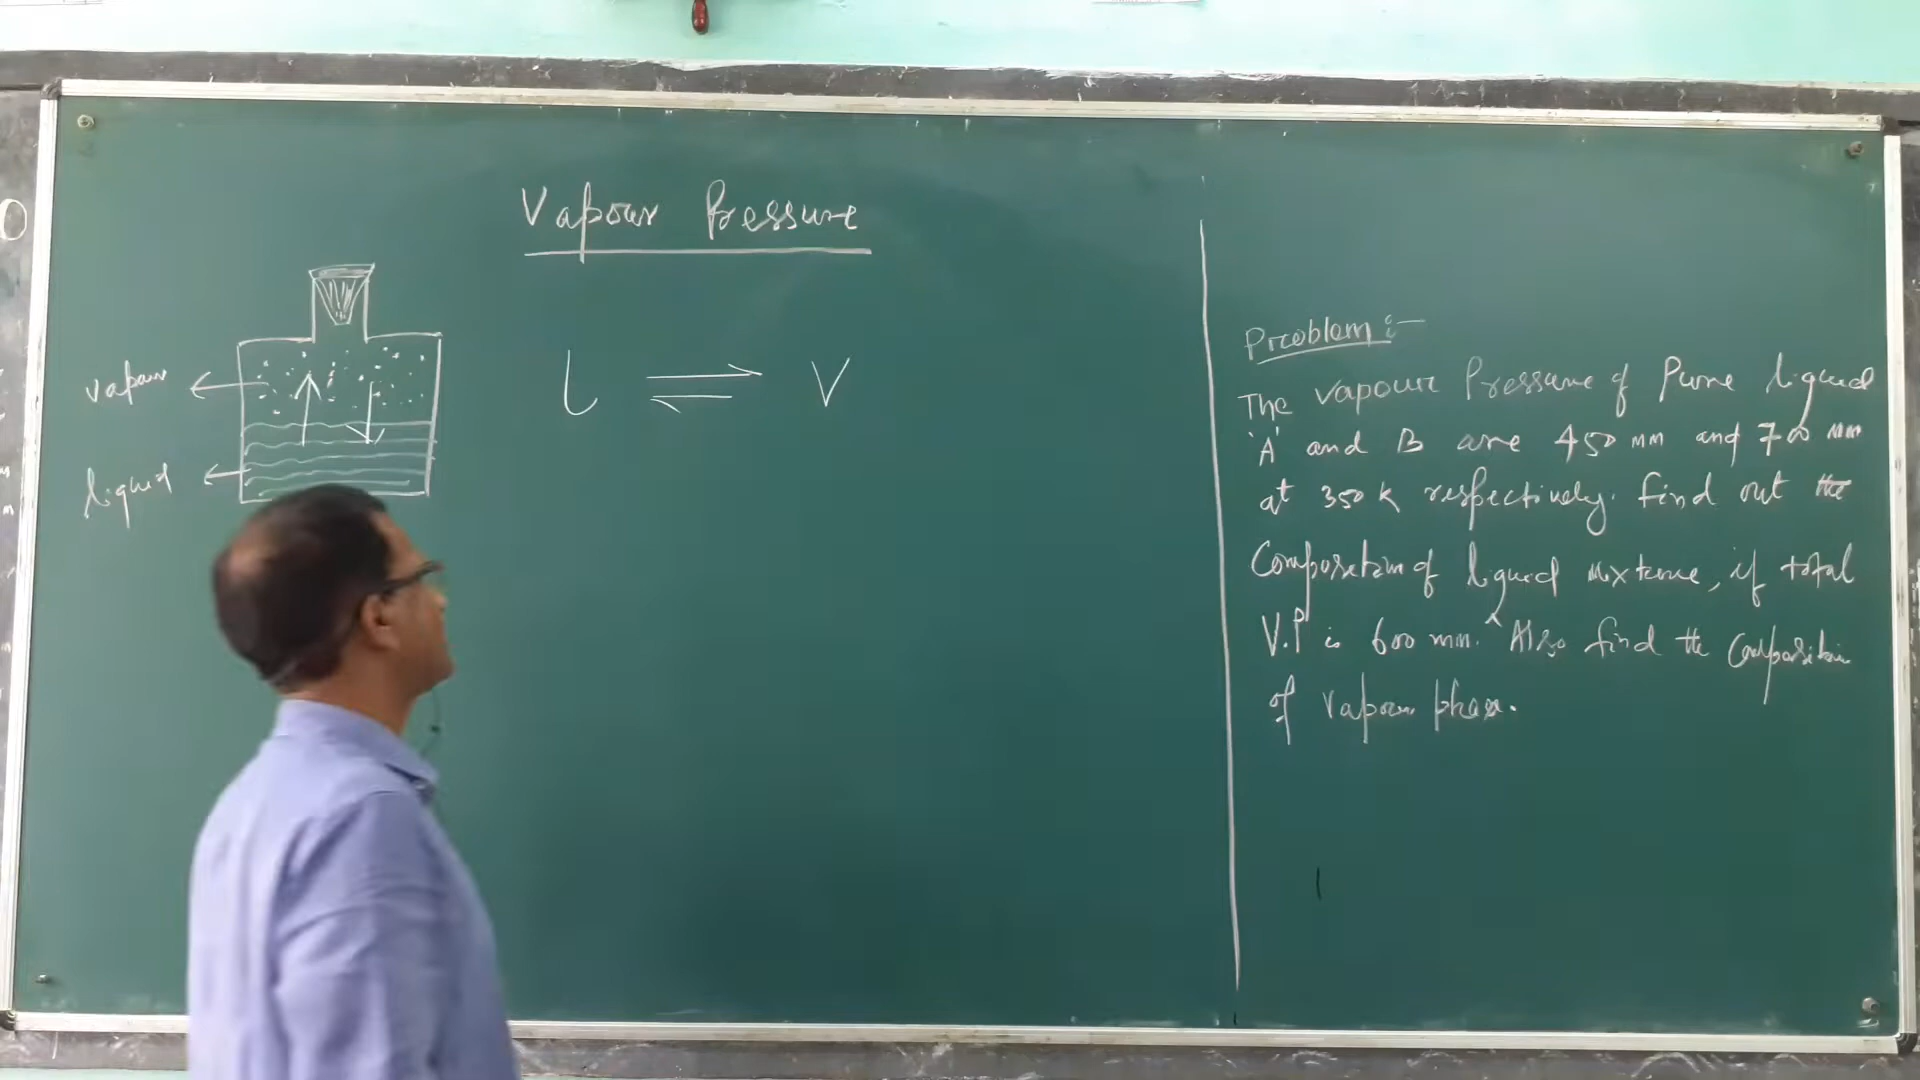 Vapour Pressure
vapour
liquid
l ⇌ V
Problem :-
The vapour Pressure of Pure liquid
'A' and B are 450 mm and 700 mm
at 350 K respectively. find out the
Composition of liquid mixture, if total
V.P is 600 mm. Also find the Composition
of vapour phase.